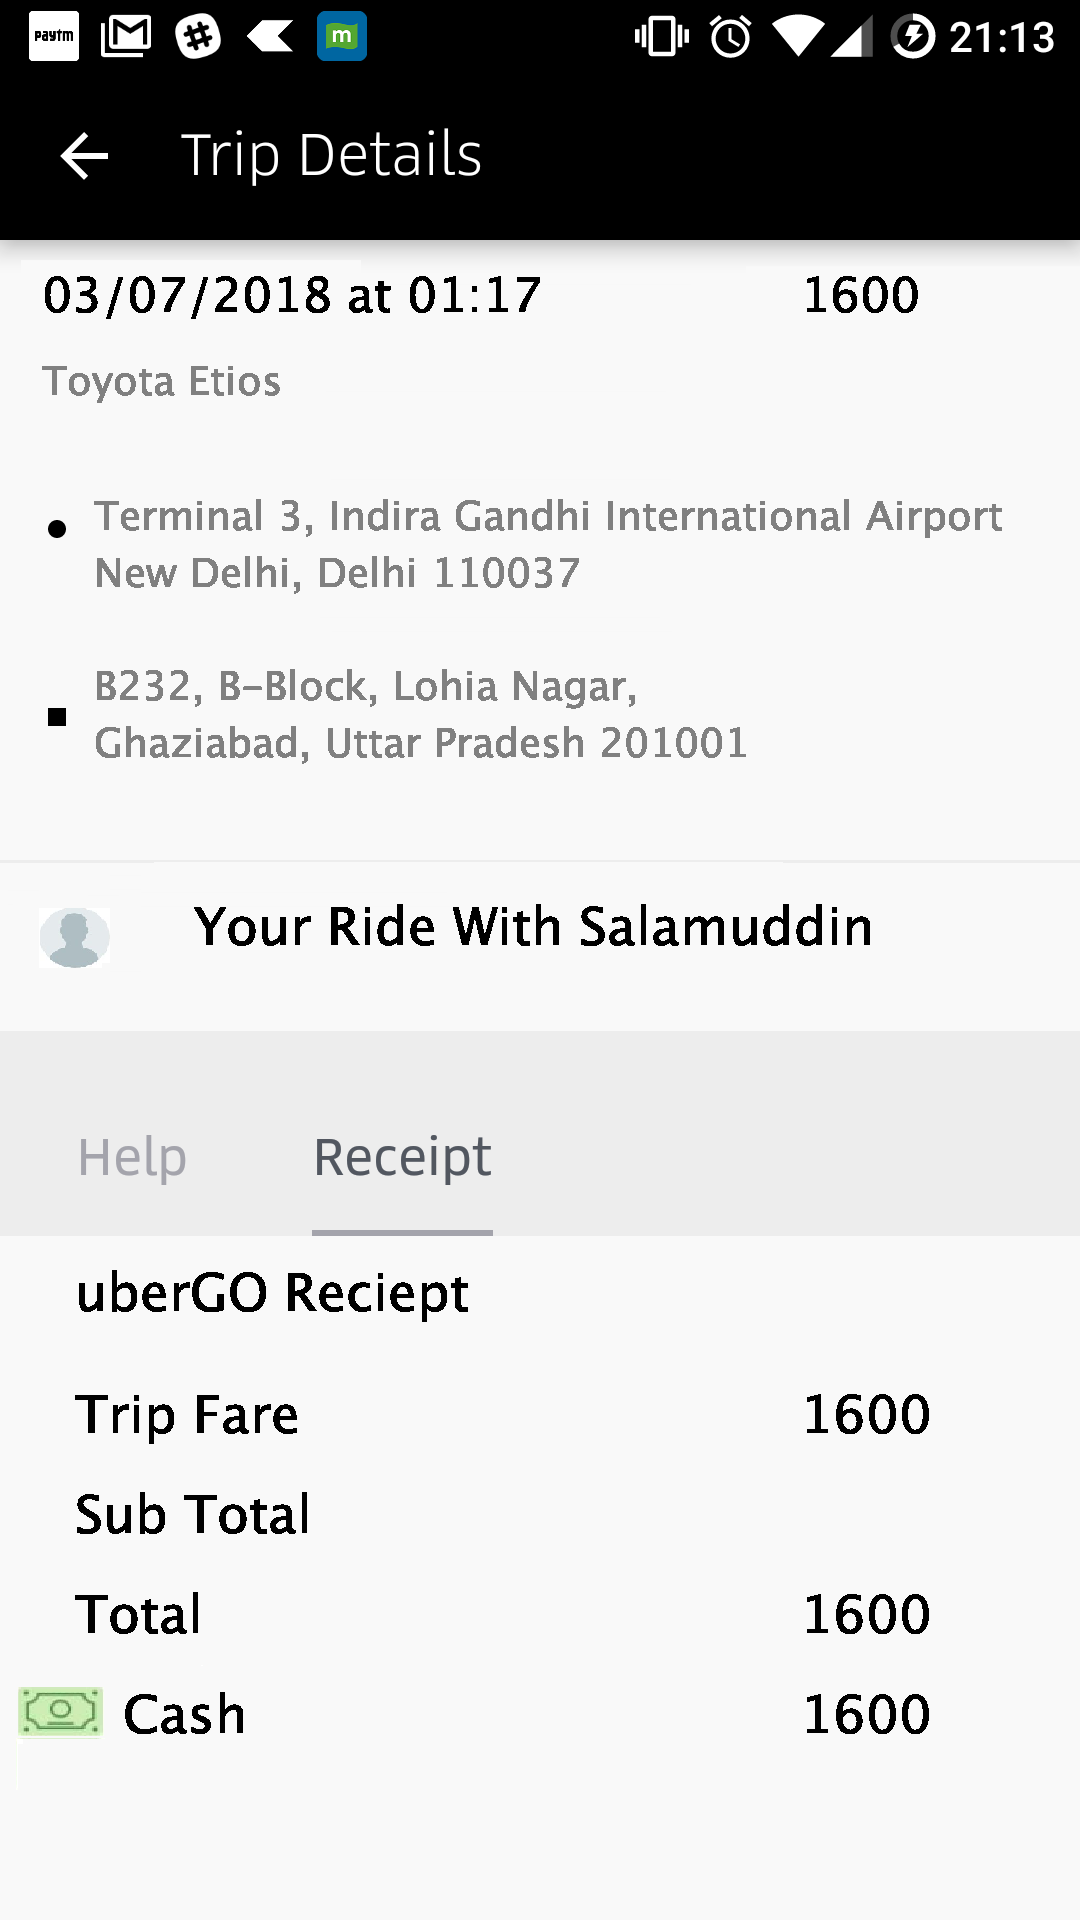 paytm
m
21:13
Trip Details
03/07/2018 at 01:17 1600
Toyota Etios
Terminal 3, Indira Gandhi International Airport
New Delhi, Delhi 110037
B232, B-Block, Lohia Nagar,
Ghaziabad, Uttar Pradesh 201001
Your Ride With Salamuddin
Help Receipt
uberGO Reciept
Trip Fare 1600
Sub Total
Total 1600
Cash 1600